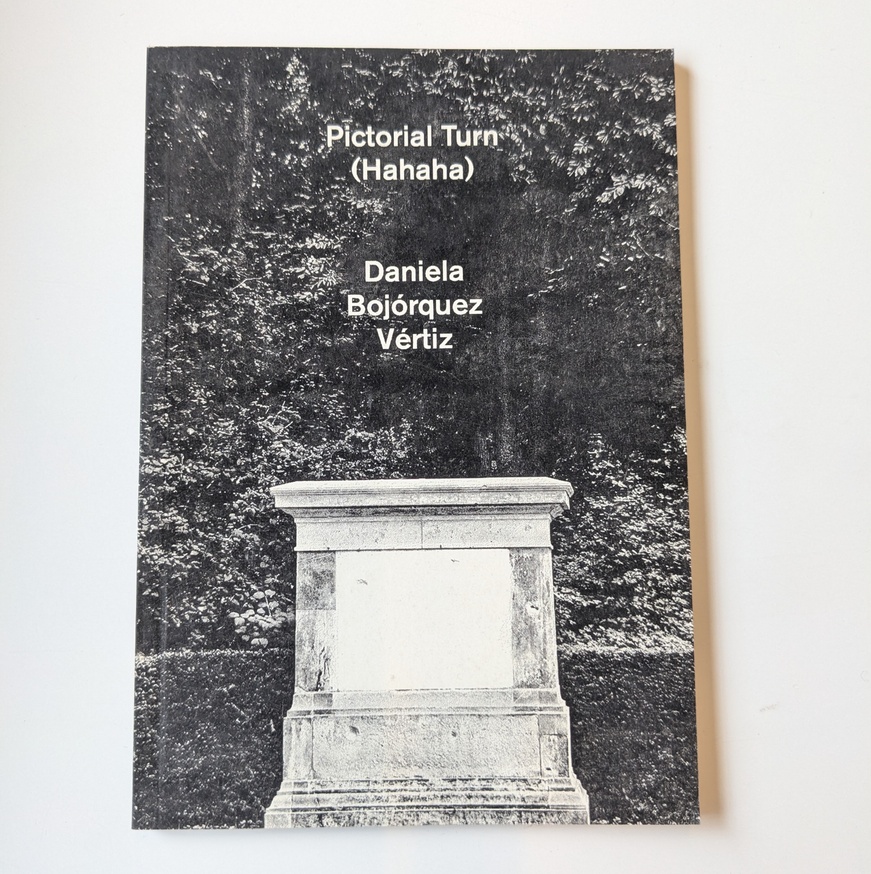 Pictorial Turn
(Hahaha)
Daniela
Bojórquez
Vértiz